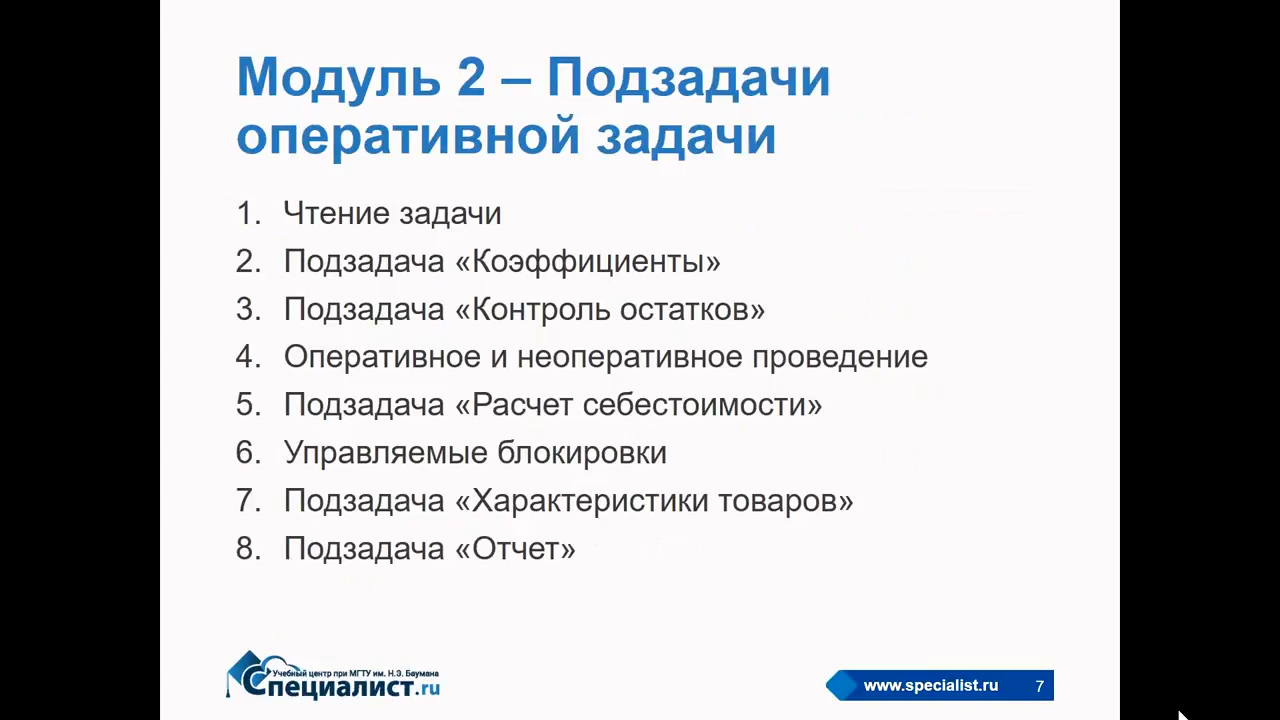 Модуль 2 – Подзадачи
оперативной задачи
1. Чтение задачи
2. Подзадача «Коэффициенты»
3. Подзадача «Контроль остатков»
4. Оперативное и неоперативное проведение
5. Подзадача «Расчет себестоимости»
6. Управляемые блокировки
7. Подзадача «Характеристики товаров»
8. Подзадача «Отчет»
Учебный центр при МГТУ им. Н.Э. Баумана
Специалист.ru
www.specialist.ru 7